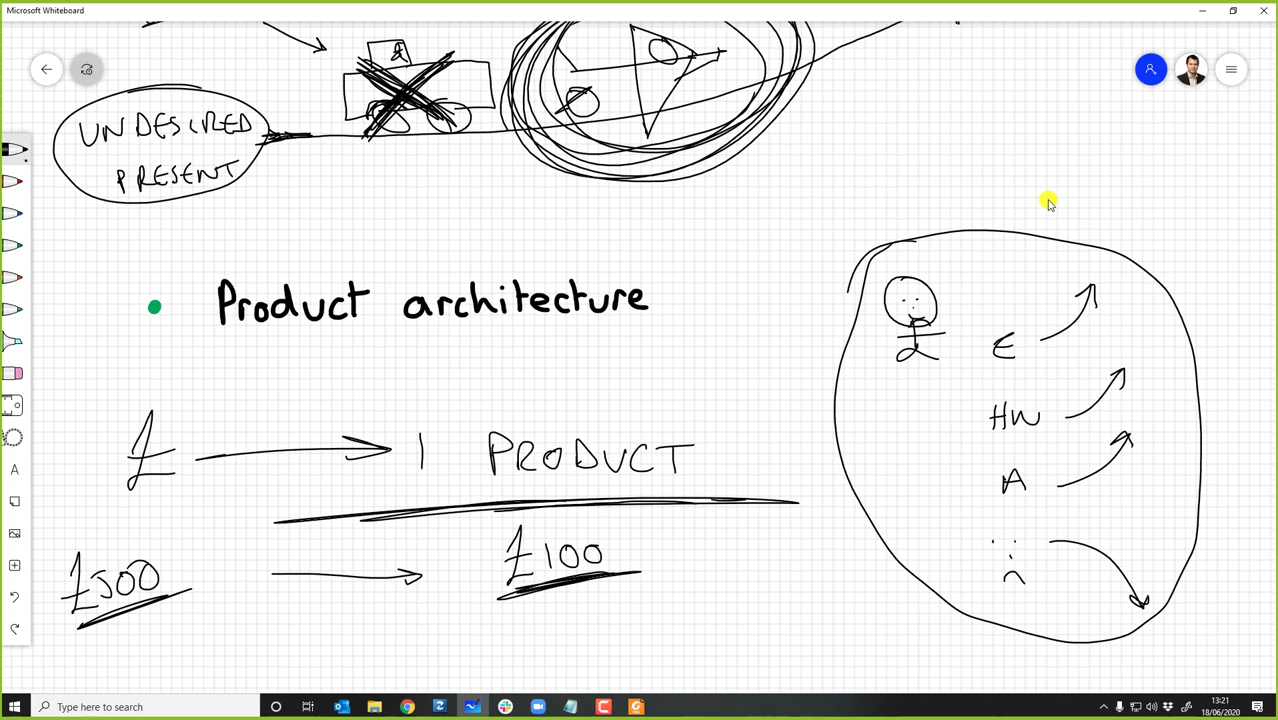 Microsoft Whiteboard
£
UNDESIRED
PRESENT
Product architecture
£
E
HW
£ 1 PRODUCT
A
£500 £100
A
Type here to search
13:21
18/06/2020